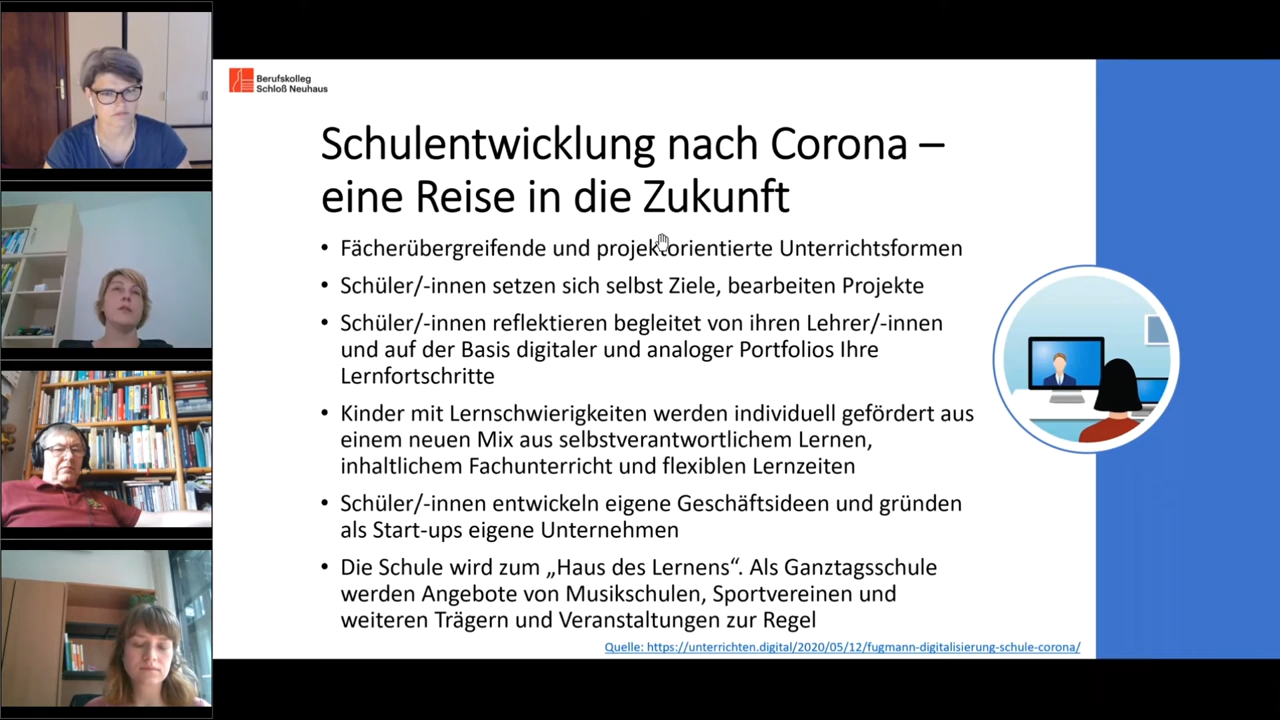 Berufskolleg
Schloß Neuhaus
Schulentwicklung nach Corona –
eine Reise in die Zukunft
• Fächerübergreifende und projektorientierte Unterrichtsformen
• Schüler/-innen setzen sich selbst Ziele, bearbeiten Projekte
• Schüler/-innen reflektieren begleitet von ihren Lehrer/-innen
und auf der Basis digitaler und analoger Portfolios Ihre
Lernfortschritte
• Kinder mit Lernschwierigkeiten werden individuell gefördert aus
einem neuen Mix aus selbstverantwortlichem Lernen,
inhaltlichem Fachunterricht und flexiblen Lernzeiten
• Schüler/-innen entwickeln eigene Geschäftsideen und gründen
als Start-ups eigene Unternehmen
• Die Schule wird zum „Haus des Lernens“. Als Ganztagsschule
werden Angebote von Musikschulen, Sportvereinen und
weiteren Trägern und Veranstaltungen zur Regel
Quelle: https://unterrichten.digital/2020/05/12/fugmann-digitalisierung-schule-corona/